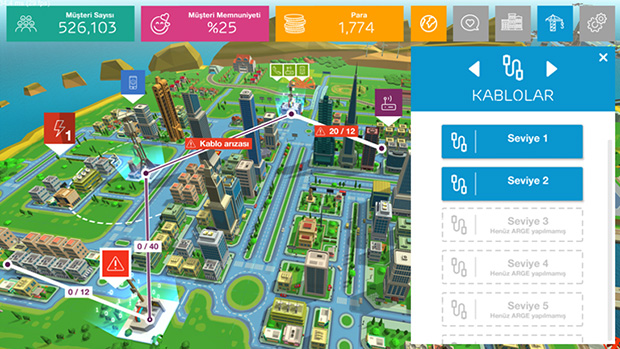 Müşteri Sayısı
526,103
Müşteri Memnuniyeti
%25
Para
1,774
KABLOLAR
Seviye 1
Seviye 2
Seviye 3
Henüz ARGE yapılmamış
Seviye 4
Henüz ARGE yapılmamış
Seviye 5
Henüz ARGE yapılmamış
1
Kablo arızası
20 / 12
0 / 40
0 / 12